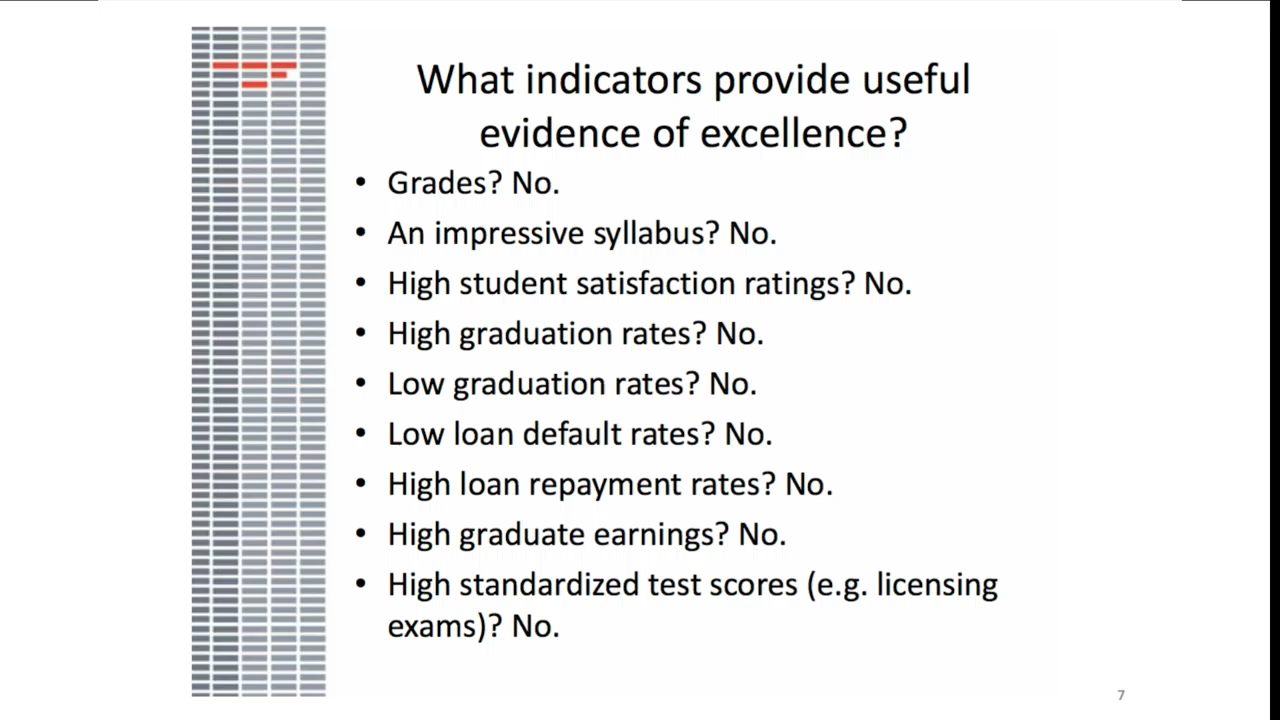 What indicators provide useful
evidence of excellence?
• Grades? No.
• An impressive syllabus? No.
• High student satisfaction ratings? No.
• High graduation rates? No.
• Low graduation rates? No.
• Low loan default rates? No.
• High loan repayment rates? No.
• High graduate earnings? No.
• High standardized test scores (e.g. licensing
exams)? No.
7